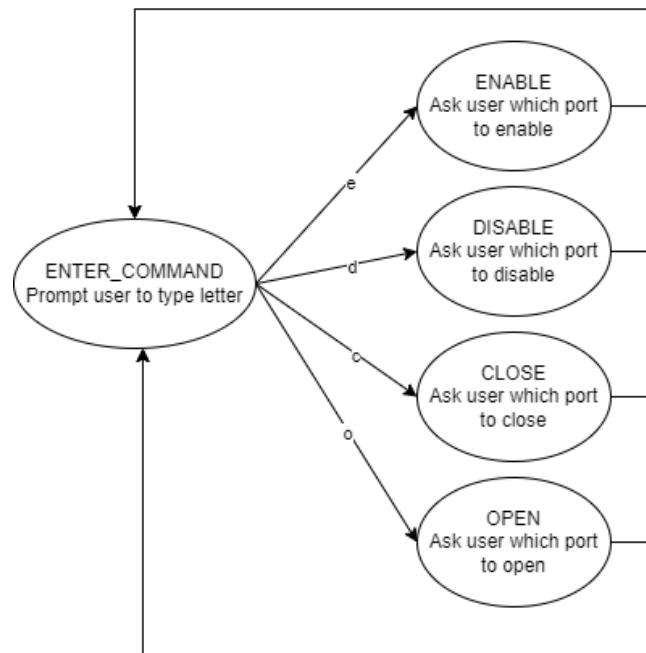 ENABLE
Ask user which port
to enable
e
DISABLE
Ask user which port
to disable
ENTER_COMMAND
Prompt user to type letter
d
CLOSE
Ask user which port
to close
c
o
OPEN
Ask user which port
to open